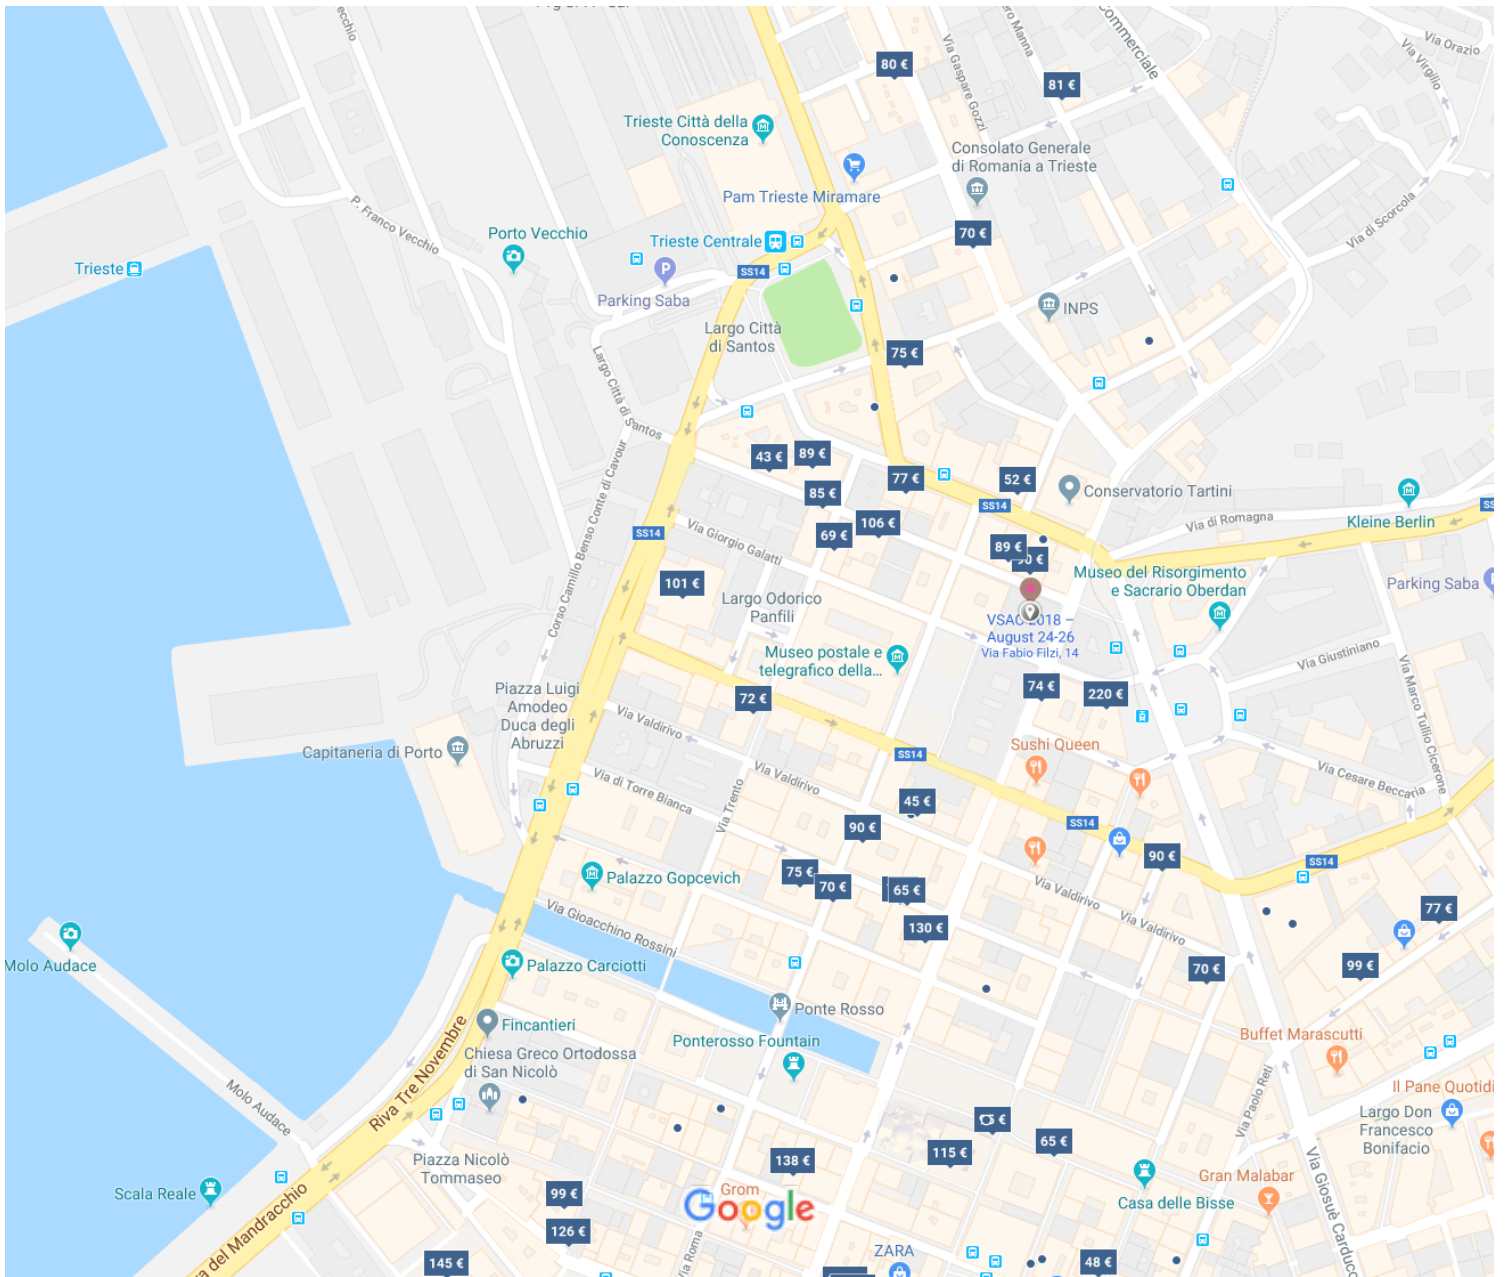 80 €
81 €
Via Gaspare Gozzi
Commerciale
Via Orazio
Via Virgilio
Trieste Città della
Conoscenza
Consolato Generale
di Romania a Trieste
Pam Trieste Miramare
P. Franco Vecchio
Via di Scorcola
Porto Vecchio
Trieste Centrale
70 €
Trieste
SS14
P
Parking Saba
INPS
Largo Città
di Santos
75 €
Largo Città di Santos
43 €
89 €
77 €
52 €
85 €
Conservatorio Tartini
SS14
Kleine Berlin
Via di Romagna
106 €
69 €
SS14
Via Giorgio Galatti
89 €
Corso Camillo Benso Conte di Cavour
101 €
Museo del Risorgimento
e Sacrario Oberdan
Parking Saba
Largo Odorico
Panfili
VSAC 2018 –
August 24-26
Via Fabio Filzi, 14
Museo postale e
telegrafico della...
Via Giustiniano
Via Marco Tullio Cicerone
74 €
220 €
72 €
Piazza Luigi
Amodeo
Duca degli
Abruzzi
Via Valdirivo
Capitaneria di Porto
Sushi Queen
SS14
Via Cesare Beccaria
Via di Torre Bianca
Via Valdirivo
Via Trento
45 €
SS14
90 €
90 €
SS14
75 €
70 €
65 €
Palazzo Gopcevich
Via Valdirivo
Via Valdirivo
77 €
Via Gioacchino Rossini
130 €
Molo Audace
Palazzo Carciotti
70 €
99 €
Ponte Rosso
Fincantieri
Riva Tre Novembre
Ponterosso Fountain
Buffet Marascutti
Chiesa Greco Ortodossa
di San Nicolò
Molo Audace
Via Paolo Reti
Il Pane Quotidi
Largo Don
Francesco
Bonifacio
65 €
115 €
138 €
Piazza Nicolò
Tommaseo
Casa delle Bisse
Gran Malabar
Scala Reale
99 €
Grom
Google
Via Giosuè Carducc
126 €
Via Roma
ZARA
145 €
48 €
a del Mandracchio